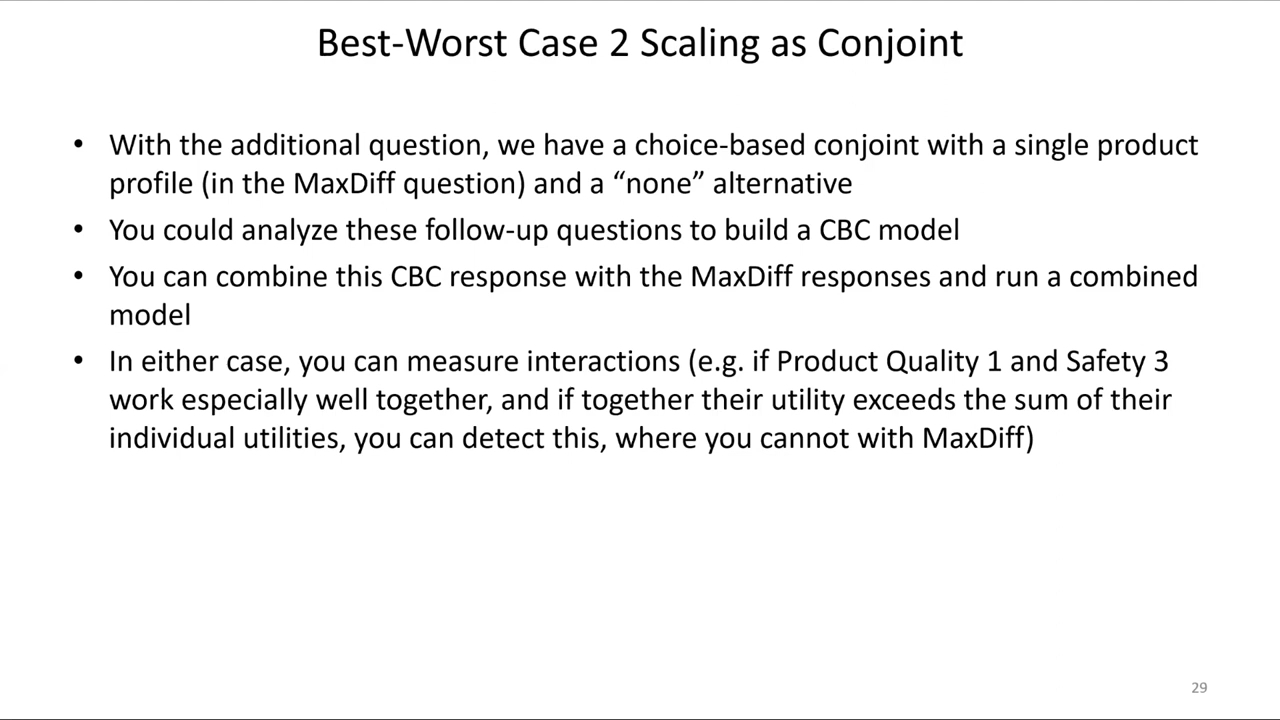 Best-Worst Case 2 Scaling as Conjoint
• With the additional question, we have a choice-based conjoint with a single product
profile (in the MaxDiff question) and a “none” alternative
• You could analyze these follow-up questions to build a CBC model
• You can combine this CBC response with the MaxDiff responses and run a combined
model
• In either case, you can measure interactions (e.g. if Product Quality 1 and Safety 3
work especially well together, and if together their utility exceeds the sum of their
individual utilities, you can detect this, where you cannot with MaxDiff)
29